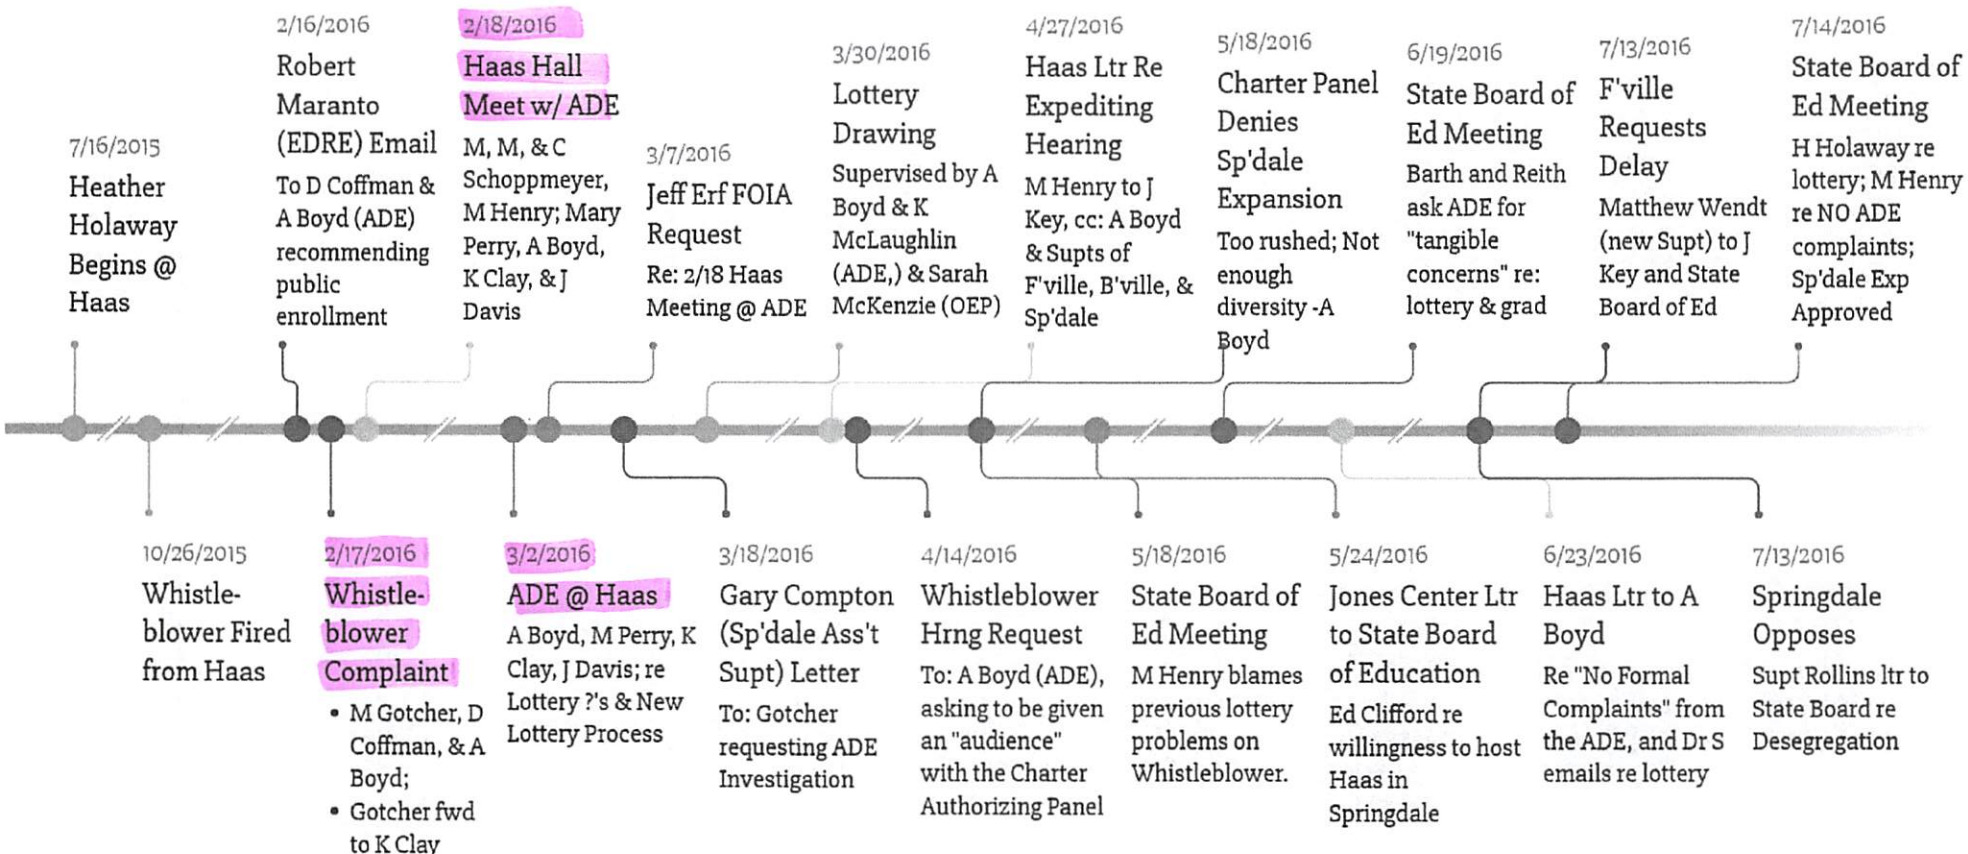 7/16/2015
Heather
Holaway
Begins @
Haas
2/16/2016
Robert
Maranto
(EDRE) Email
To D Coffman &
A Boyd (ADE)
recommending
public
enrollment
2/18/2016
Haas Hall
Meet w/ ADE
M, M, & C
Schoppmeyer,
M Henry; Mary
Perry, A Boyd,
K Clay, & J
Davis
3/7/2016
Jeff Erf FOIA
Request
Re: 2/18 Haas
Meeting @ ADE
3/30/2016
Lottery
Drawing
Supervised by A
Boyd & K
McLaughlin
(ADE,) & Sarah
McKenzie (OEP)
4/27/2016
Haas Ltr Re
Expediting
Hearing
M Henry to J
Key, cc: A Boyd
& Supts of
F'ville, B'ville, &
Sp'dale
5/18/2016
Charter Panel
Denies
Sp'dale
Expansion
Too rushed; Not
enough
diversity -A
Boyd
6/19/2016
State Board of
Ed Meeting
Barth and Reith
ask ADE for
"tangible
concerns" re:
lottery & grad
7/13/2016
F'ville
Requests
Delay
Matthew Wendt
(new Supt) to J
Key and State
Board of Ed
7/14/2016
State Board of
Ed Meeting
H Holaway re
lottery; M Henry
re NO ADE
complaints;
Sp'dale Exp
Approved
10/26/2015
Whistle-
blower Fired
from Haas
2/17/2016
Whistle-
blower
Complaint
• M Gotcher, D
Coffman, & A
Boyd;
• Gotcher fwd
to K Clay
3/2/2016
ADE @ Haas
A Boyd, M Perry, K
Clay, J Davis; re
Lottery ?'s & New
Lottery Process
3/18/2016
Gary Compton
(Sp'dale Ass't
Supt) Letter
To: Gotcher
requesting ADE
Investigation
4/14/2016
Whistleblower
Hrng Request
To: A Boyd (ADE),
asking to be given
an "audience"
with the Charter
Authorizing Panel
5/18/2016
State Board of
Ed Meeting
M Henry blames
previous lottery
problems on
Whistleblower.
5/24/2016
Jones Center Ltr
to State Board
of Education
Ed Clifford re
willingness to host
Haas in
Springdale
6/23/2016
Haas Ltr to A
Boyd
Re "No Formal
Complaints" from
the ADE, and Dr S
emails re lottery
7/13/2016
Springdale
Opposes
Supt Rollins ltr to
State Board re
Desegregation